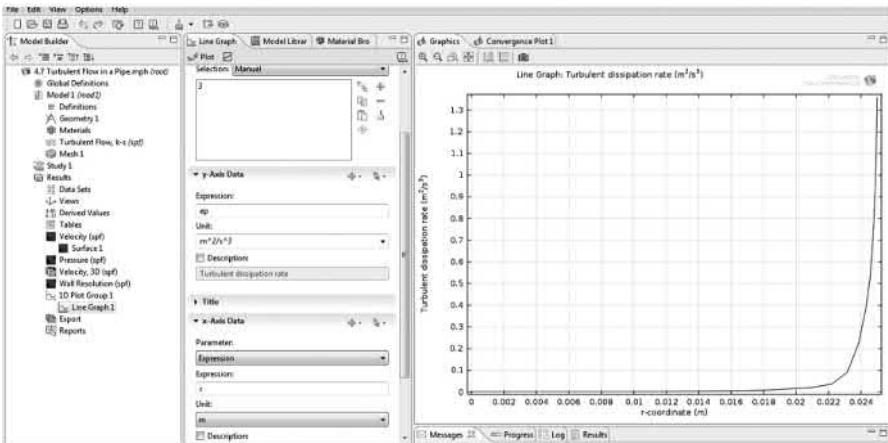 File Edit View Options Help
Model Builder
4.7 Turbulent Flow in a Pipe.mph (root)
Global Definitions
Model 1 (mod1)
Definitions
Geometry 1
Materials
Turbulent Flow, k-ε (spf)
Mesh 1
Study 1
Results
Data Sets
Views
Derived Values
Tables
Velocity (spf)
Surface 1
Pressure (spf)
Velocity, 3D (spf)
Wall Resolution (spf)
1D Plot Group 1
Line Graph 1
Export
Reports
Line Graph Model Librar Material Bro
Plot
Selection: Manual
3
y-Axis Data
Expression:
ep
Unit:
m^2/s^3
Description:
Turbulent dissipation rate
Title
x-Axis Data
Parameter:
Expression
Expression:
r
Unit:
m
Description:
Graphics Convergence Plot 1
Line Graph: Turbulent dissipation rate (m²/s³)
Turbulent dissipation rate (m²/s³)
1.3
1.2
1.1
1
0.9
0.8
0.7
0.6
0.5
0.4
0.3
0.2
0.1
0
0 0.002 0.004 0.006 0.008 0.01 0.012 0.014 0.016 0.018 0.02 0.022 0.024
r-coordinate (m)
Messages Progress Log Results